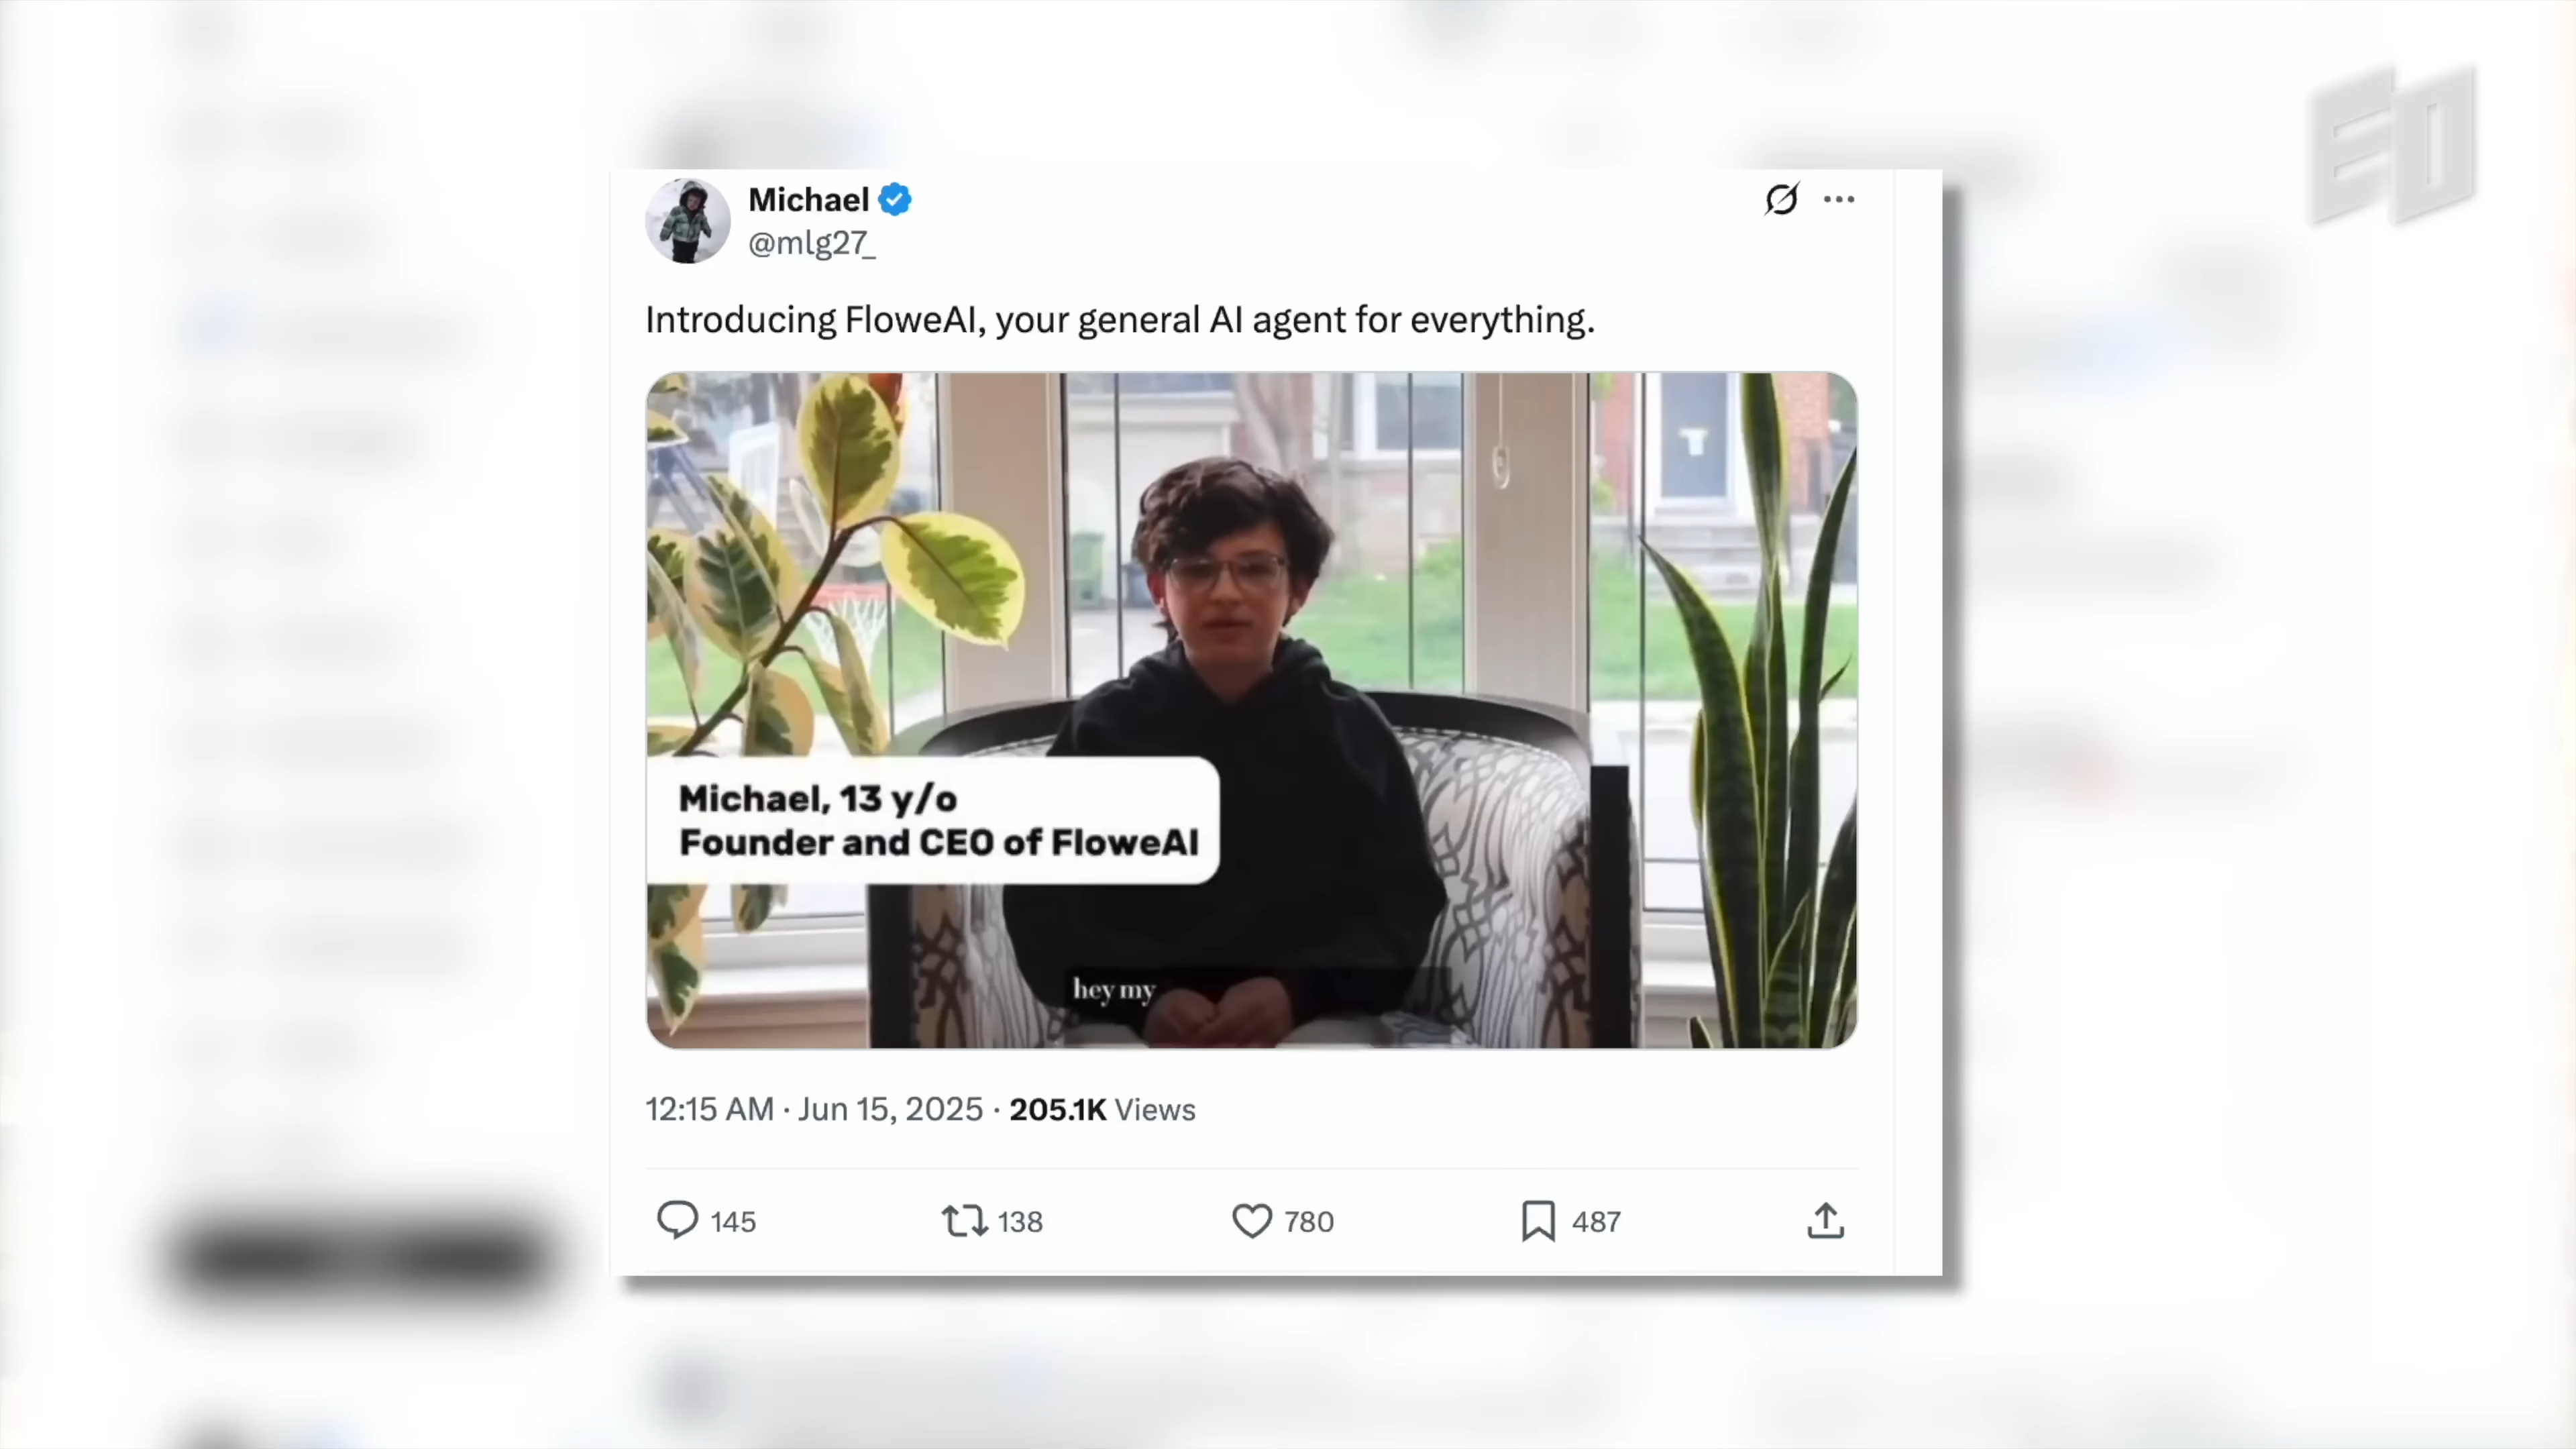 EO
Michael
@mlg27_
Introducing FloweAI, your general AI agent for everything.
Michael, 13 y/o
Founder and CEO of FloweAI
hey my
12:15 AM · Jun 15, 2025 · 205.1K Views
145 138 780 487